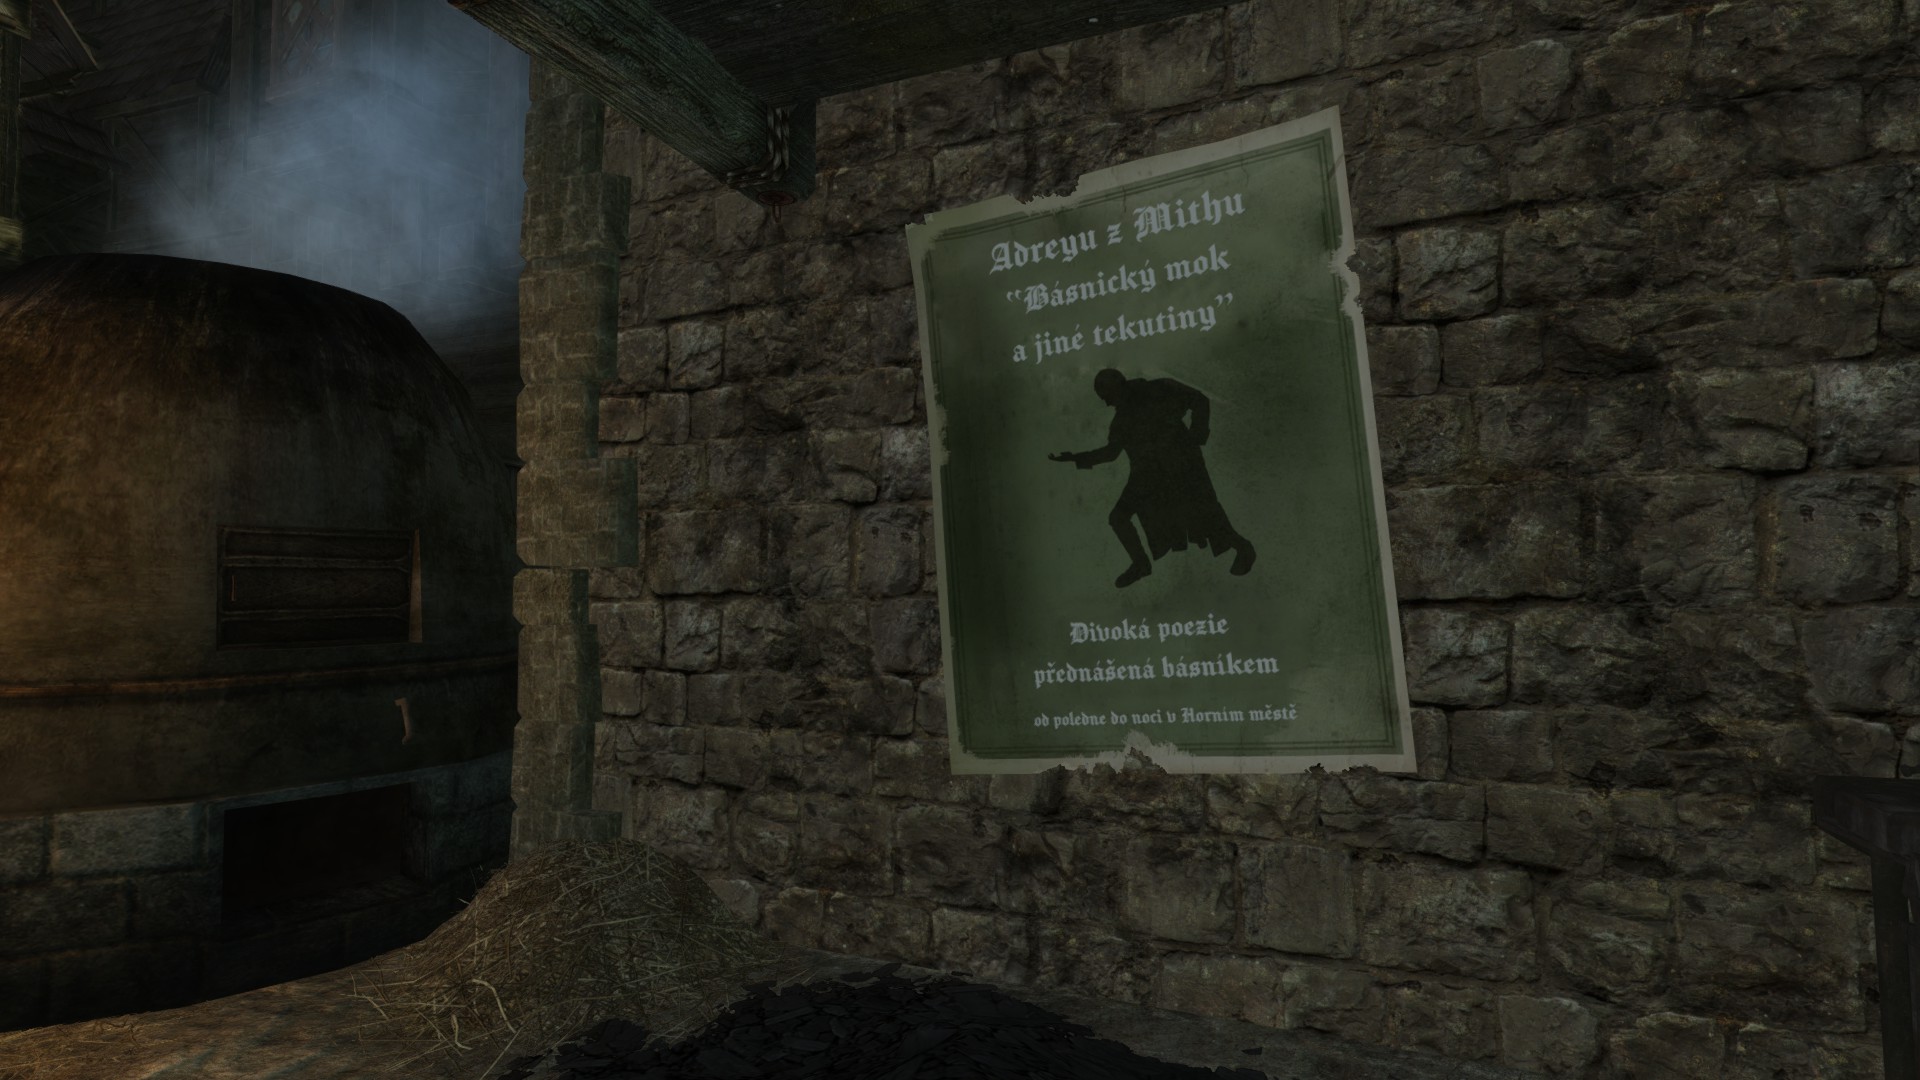 Adreyu z Mithu
“Básnický mok
a jiné tekutiny”
Divoká poezie
přednášená básníkem
od poledne do noci v Horním městě